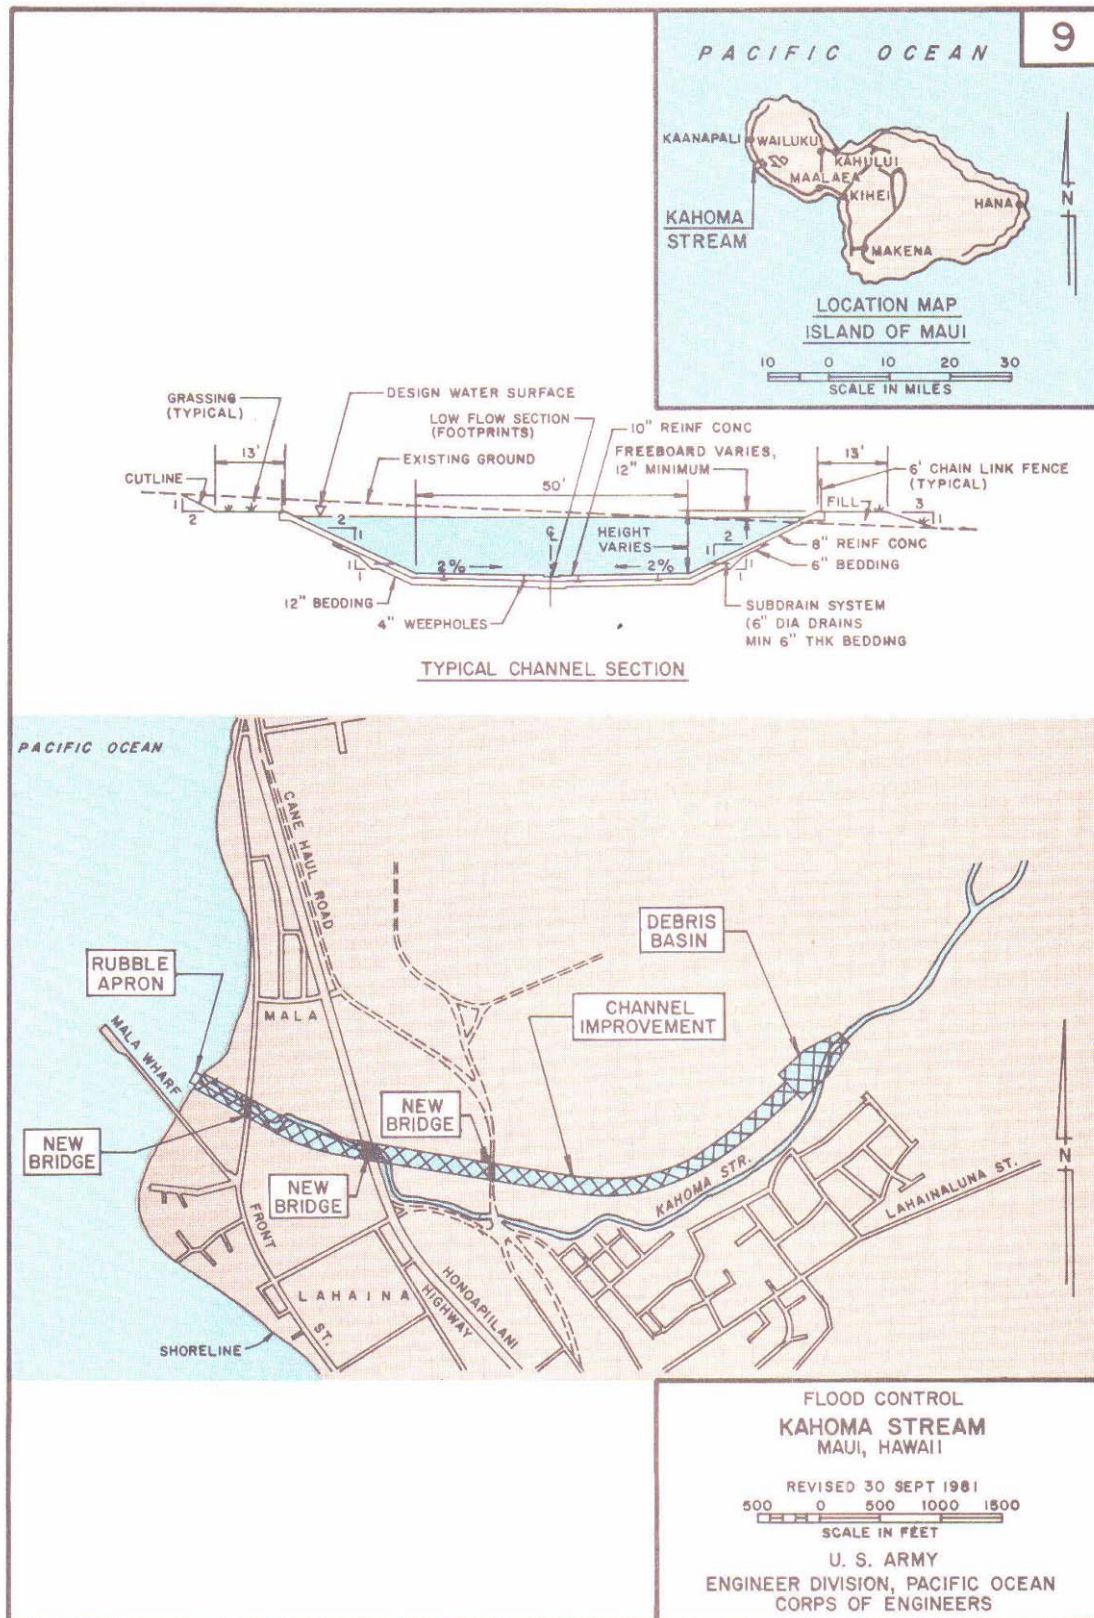 9
PACIFIC OCEAN
KAANAPALI
WAILUKU
KAHULUI
MAALAEA
KIHEI
HANA
KAHOMA
STREAM
MAKENA
N
LOCATION MAP
ISLAND OF MAUI
10 0 10 20 30
SCALE IN MILES
GRASSING
(TYPICAL)
DESIGN WATER SURFACE
LOW FLOW SECTION
(FOOTPRINTS)
10" REINF CONC
FREEBOARD VARIES,
12" MINIMUM
13'
13'
EXISTING GROUND
6' CHAIN LINK FENCE
(TYPICAL)
CUTLINE
50'
FILL
1
2
3
1
2
1
℄
HEIGHT
VARIES
2
1
8" REINF CONC
1
1
2%
2%
1
1
6" BEDDING
12" BEDDING
4" WEEPHOLES
SUBDRAIN SYSTEM
(6" DIA DRAINS
MIN 6" THK BEDDING
TYPICAL CHANNEL SECTION
PACIFIC OCEAN
CANE HAUL ROAD
DEBRIS
BASIN
RUBBLE
APRON
CHANNEL
IMPROVEMENT
MALA
MALA WHARF
NEW
BRIDGE
NEW
BRIDGE
NEW
BRIDGE
KAHOMA STR.
N
LAHAINALUNA ST.
FRONT
ST.
LAHAINA
HONOAPIILANI
HIGHWAY
SHORELINE
FLOOD CONTROL
KAHOMA STREAM
MAUI, HAWAII
REVISED 30 SEPT 1981
500 0 500 1000 1500
SCALE IN FEET
U. S. ARMY
ENGINEER DIVISION, PACIFIC OCEAN
CORPS OF ENGINEERS